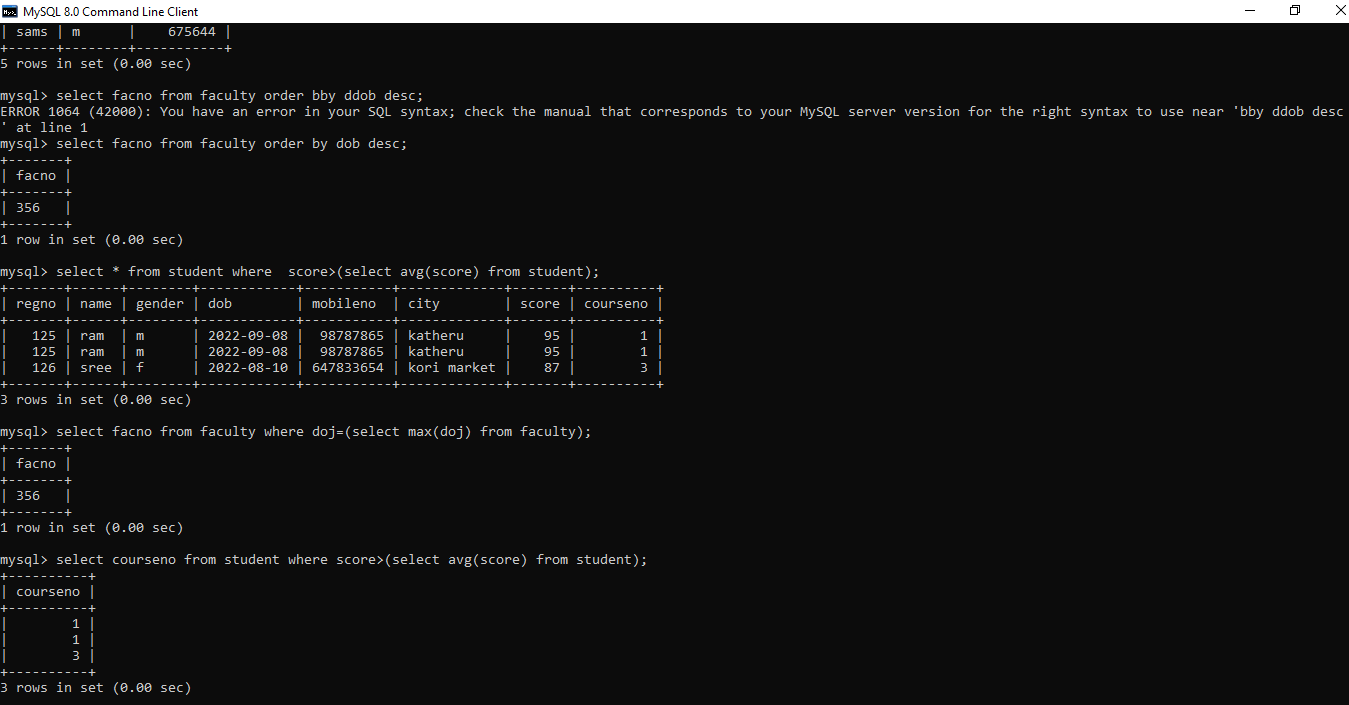 MySQL 8.0 Command Line Client
| sams | m      |    675644 |
+------+--------+-----------+
5 rows in set (0.00 sec)
mysql> select facno from faculty order bby ddob desc;
ERROR 1064 (42000): You have an error in your SQL syntax; check the manual that corresponds to your MySQL server version for the right syntax to use near 'bby ddob desc
' at line 1
mysql> select facno from faculty order by dob desc;
+-------+
| facno |
+-------+
| 356   |
+-------+
1 row in set (0.00 sec)
mysql> select * from student where  score>(select avg(score) from student);
+-------+------+--------+------------+-----------+-------------+-------+----------+
| regno | name | gender | dob        | mobileno  | city        | score | courseno |
+-------+------+--------+------------+-----------+-------------+-------+----------+
|   125 | ram  | m      | 2022-09-08 |  98787865 | katheru     |    95 |        1 |
|   125 | ram  | m      | 2022-09-08 |  98787865 | katheru     |    95 |        1 |
|   126 | sree | f      | 2022-08-10 | 647833654 | kori market |    87 |        3 |
+-------+------+--------+------------+-----------+-------------+-------+----------+
3 rows in set (0.00 sec)
mysql> select facno from faculty where doj=(select max(doj) from faculty);
+-------+
| facno |
+-------+
| 356   |
+-------+
1 row in set (0.00 sec)
mysql> select courseno from student where score>(select avg(score) from student);
+----------+
| courseno |
+----------+
|        1 |
|        1 |
|        3 |
+----------+
3 rows in set (0.00 sec)